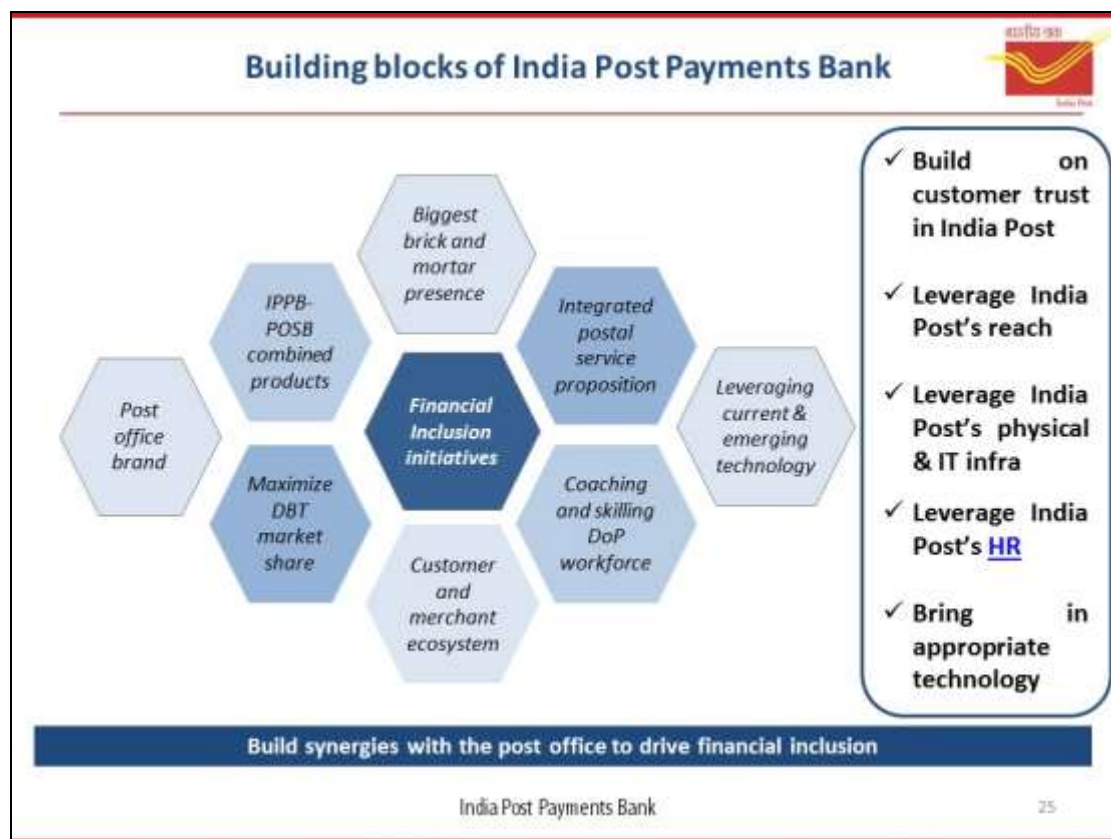 Building blocks of India Post Payments Bank
भारतीय डाक
India Post
Biggest
brick and
mortar
presence
IPPB-
POSB
combined
products
Integrated
postal
service
proposition
Post
office
brand
Financial
Inclusion
initiatives
Leveraging
current &
emerging
technology
Maximize
DBT
market
share
Coaching
and skilling
DoP
workforce
Customer
and
merchant
ecosystem
✓ Build on
customer trust
in India Post
✓ Leverage India
Post's reach
✓ Leverage India
Post's physical
& IT infra
✓ Leverage India
Post's HR
✓ Bring in
appropriate
technology
Build synergies with the post office to drive financial inclusion
India Post Payments Bank
25